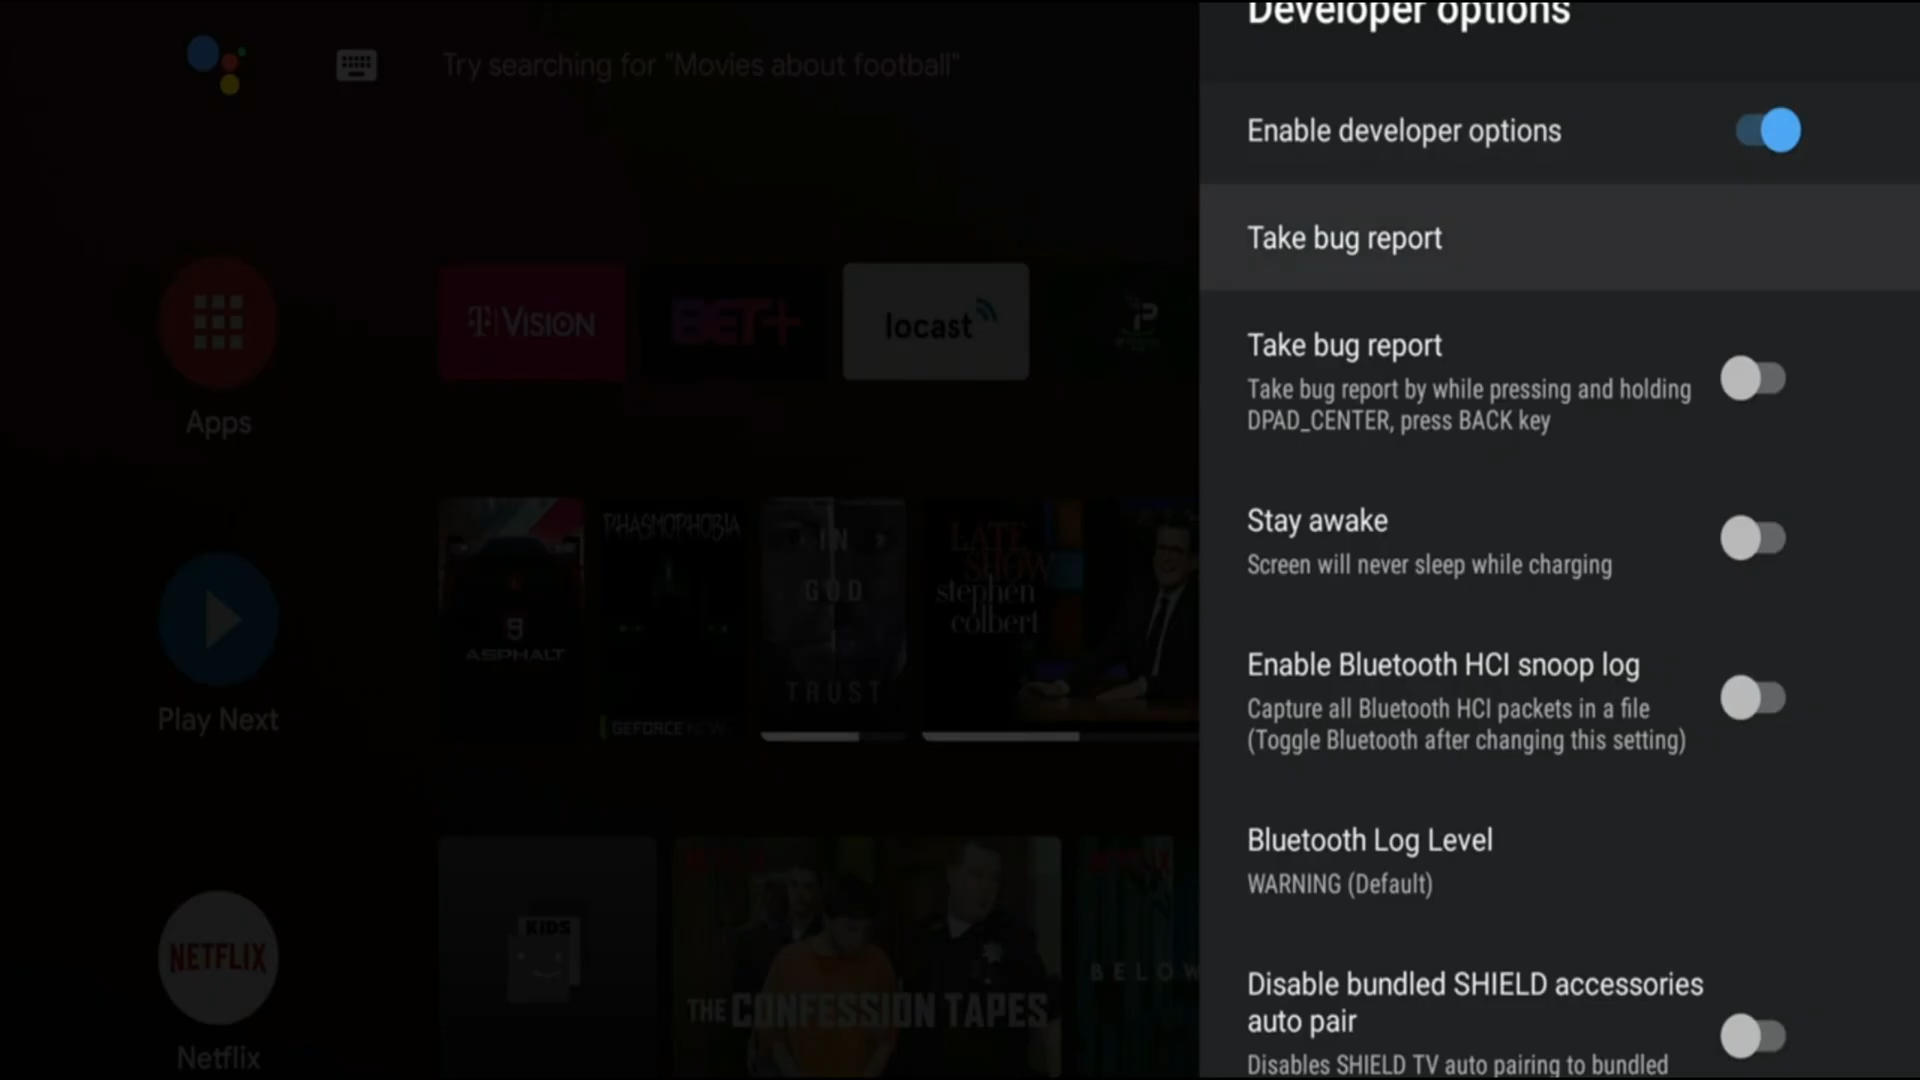 Developer options
Try searching for "Movies about football"
Enable developer options
Take bug report
T VISION
BET+
locast
Take bug report
Take bug report by while pressing and holding
DPAD_CENTER, press BACK key
Apps
Stay awake
Screen will never sleep while charging
9
ASPHALT
PHASMOPHOBIA
GEFORCE NOW
IN
GOD
TRUST
LATE
SHOW
stephen
colbert
Play Next
Enable Bluetooth HCI snoop log
Capture all Bluetooth HCI packets in a file
(Toggle Bluetooth after changing this setting)
Bluetooth Log Level
WARNING (Default)
NETFLIX
Netflix
KIDS
THE CONFESSION TAPES
BELOW
Disable bundled SHIELD accessories
auto pair
Disables SHIELD TV auto pairing to bundled